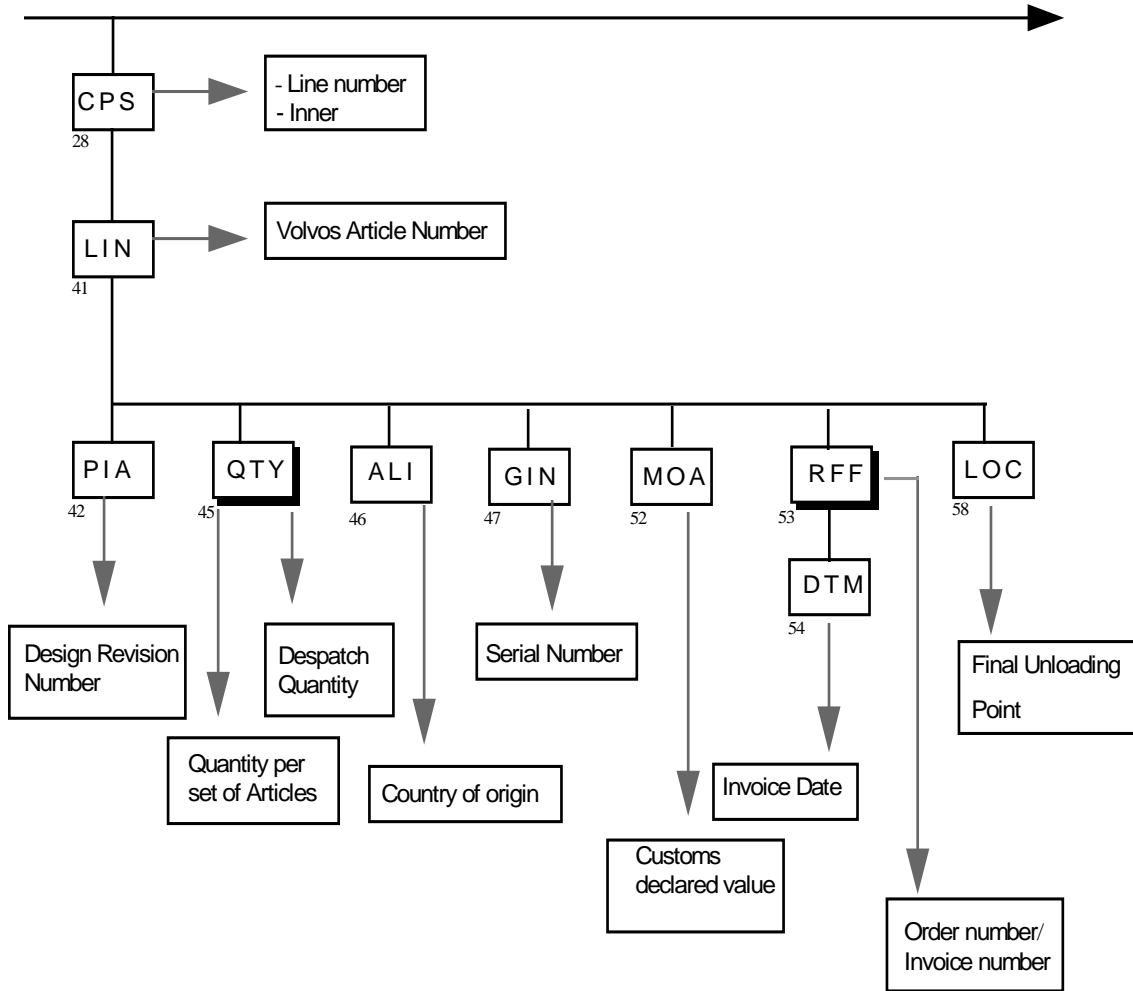 CPS
- Line number
- Inner
28
LIN
Volvos Article Number
41
PIA
QTY
ALI
GIN
MOA
RFF
LOC
42
45
46
47
52
53
58
DTM
54
Design Revision
Number
Despatch
Quantity
Serial Number
Final Unloading
Point
Quantity per
set of Articles
Country of origin
Invoice Date
Customs
declared value
Order number/
Invoice number